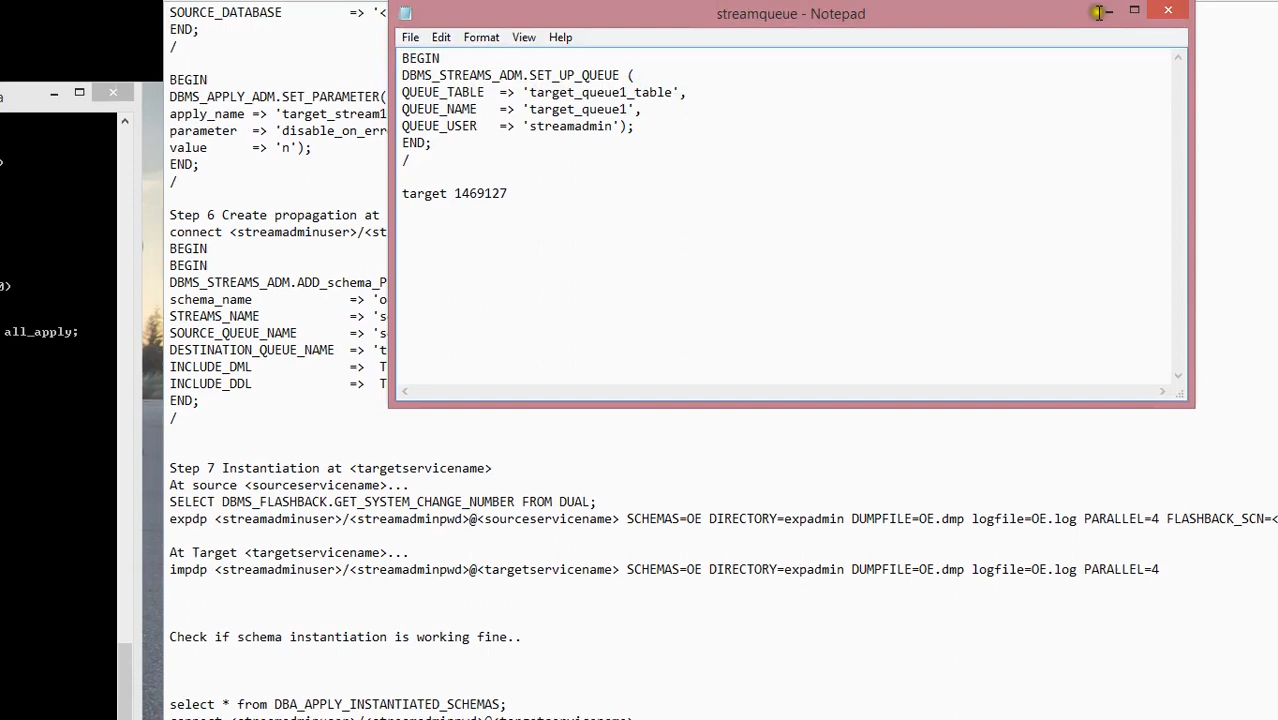 SOURCE_DATABASE => '<
END;
/
BEGIN
DBMS_APPLY_ADM.SET_PARAMETER(
apply_name => 'target_stream1
parameter => 'disable_on_err
value => 'n');
END;
/
Step 6 Create propagation at
connect <streamadminuser>/<st
BEGIN
BEGIN
DBMS_STREAMS_ADM.ADD_schema_P
schema_name => 'o
STREAMS_NAME => 's
SOURCE_QUEUE_NAME => 's
DESTINATION_QUEUE_NAME => 't
INCLUDE_DML => T
INCLUDE_DDL => T
END;
/
streamqueue - Notepad
File Edit Format View Help
BEGIN
DBMS_STREAMS_ADM.SET_UP_QUEUE (
QUEUE_TABLE => 'target_queue1_table',
QUEUE_NAME => 'target_queue1',
QUEUE_USER => 'streamadmin');
END;
/
target 1469127
a
>
0>
all_apply;
Step 7 Instantiation at <targetservicename>
At source <sourceservicename>...
SELECT DBMS_FLASHBACK.GET_SYSTEM_CHANGE_NUMBER FROM DUAL;
expdp <streamadminuser>/<streamadminpwd>@<sourceservicename> SCHEMAS=OE DIRECTORY=expadmin DUMPFILE=OE.dmp logfile=OE.log PARALLEL=4 FLASHBACK_SCN=<
At Target <targetservicename>...
impdp <streamadminuser>/<streamadminpwd>@<targetservicename> SCHEMAS=OE DIRECTORY=expadmin DUMPFILE=OE.dmp logfile=OE.log PARALLEL=4
Check if schema instantiation is working fine..
select * from DBA_APPLY_INSTANTIATED_SCHEMAS;
connect <streamadminuser>/<streamadminpwd>@<targetservicename>